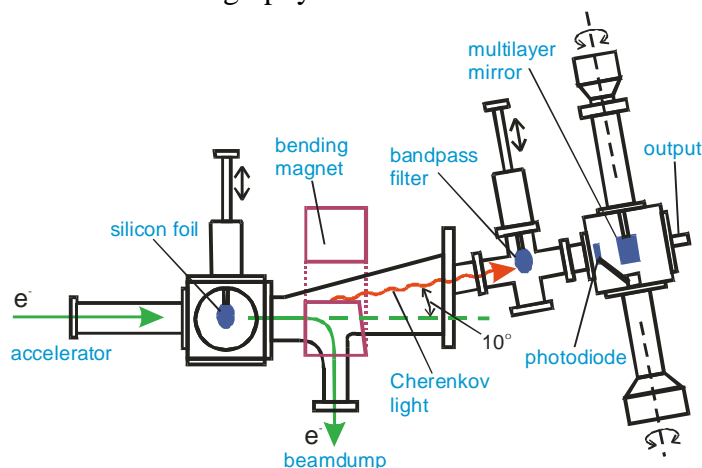 multilayer
mirror
bending
magnet
bandpass
filter
output
silicon foil
e-
accelerator
10°
photodiode
Cherenkov
light
e-
beamdump